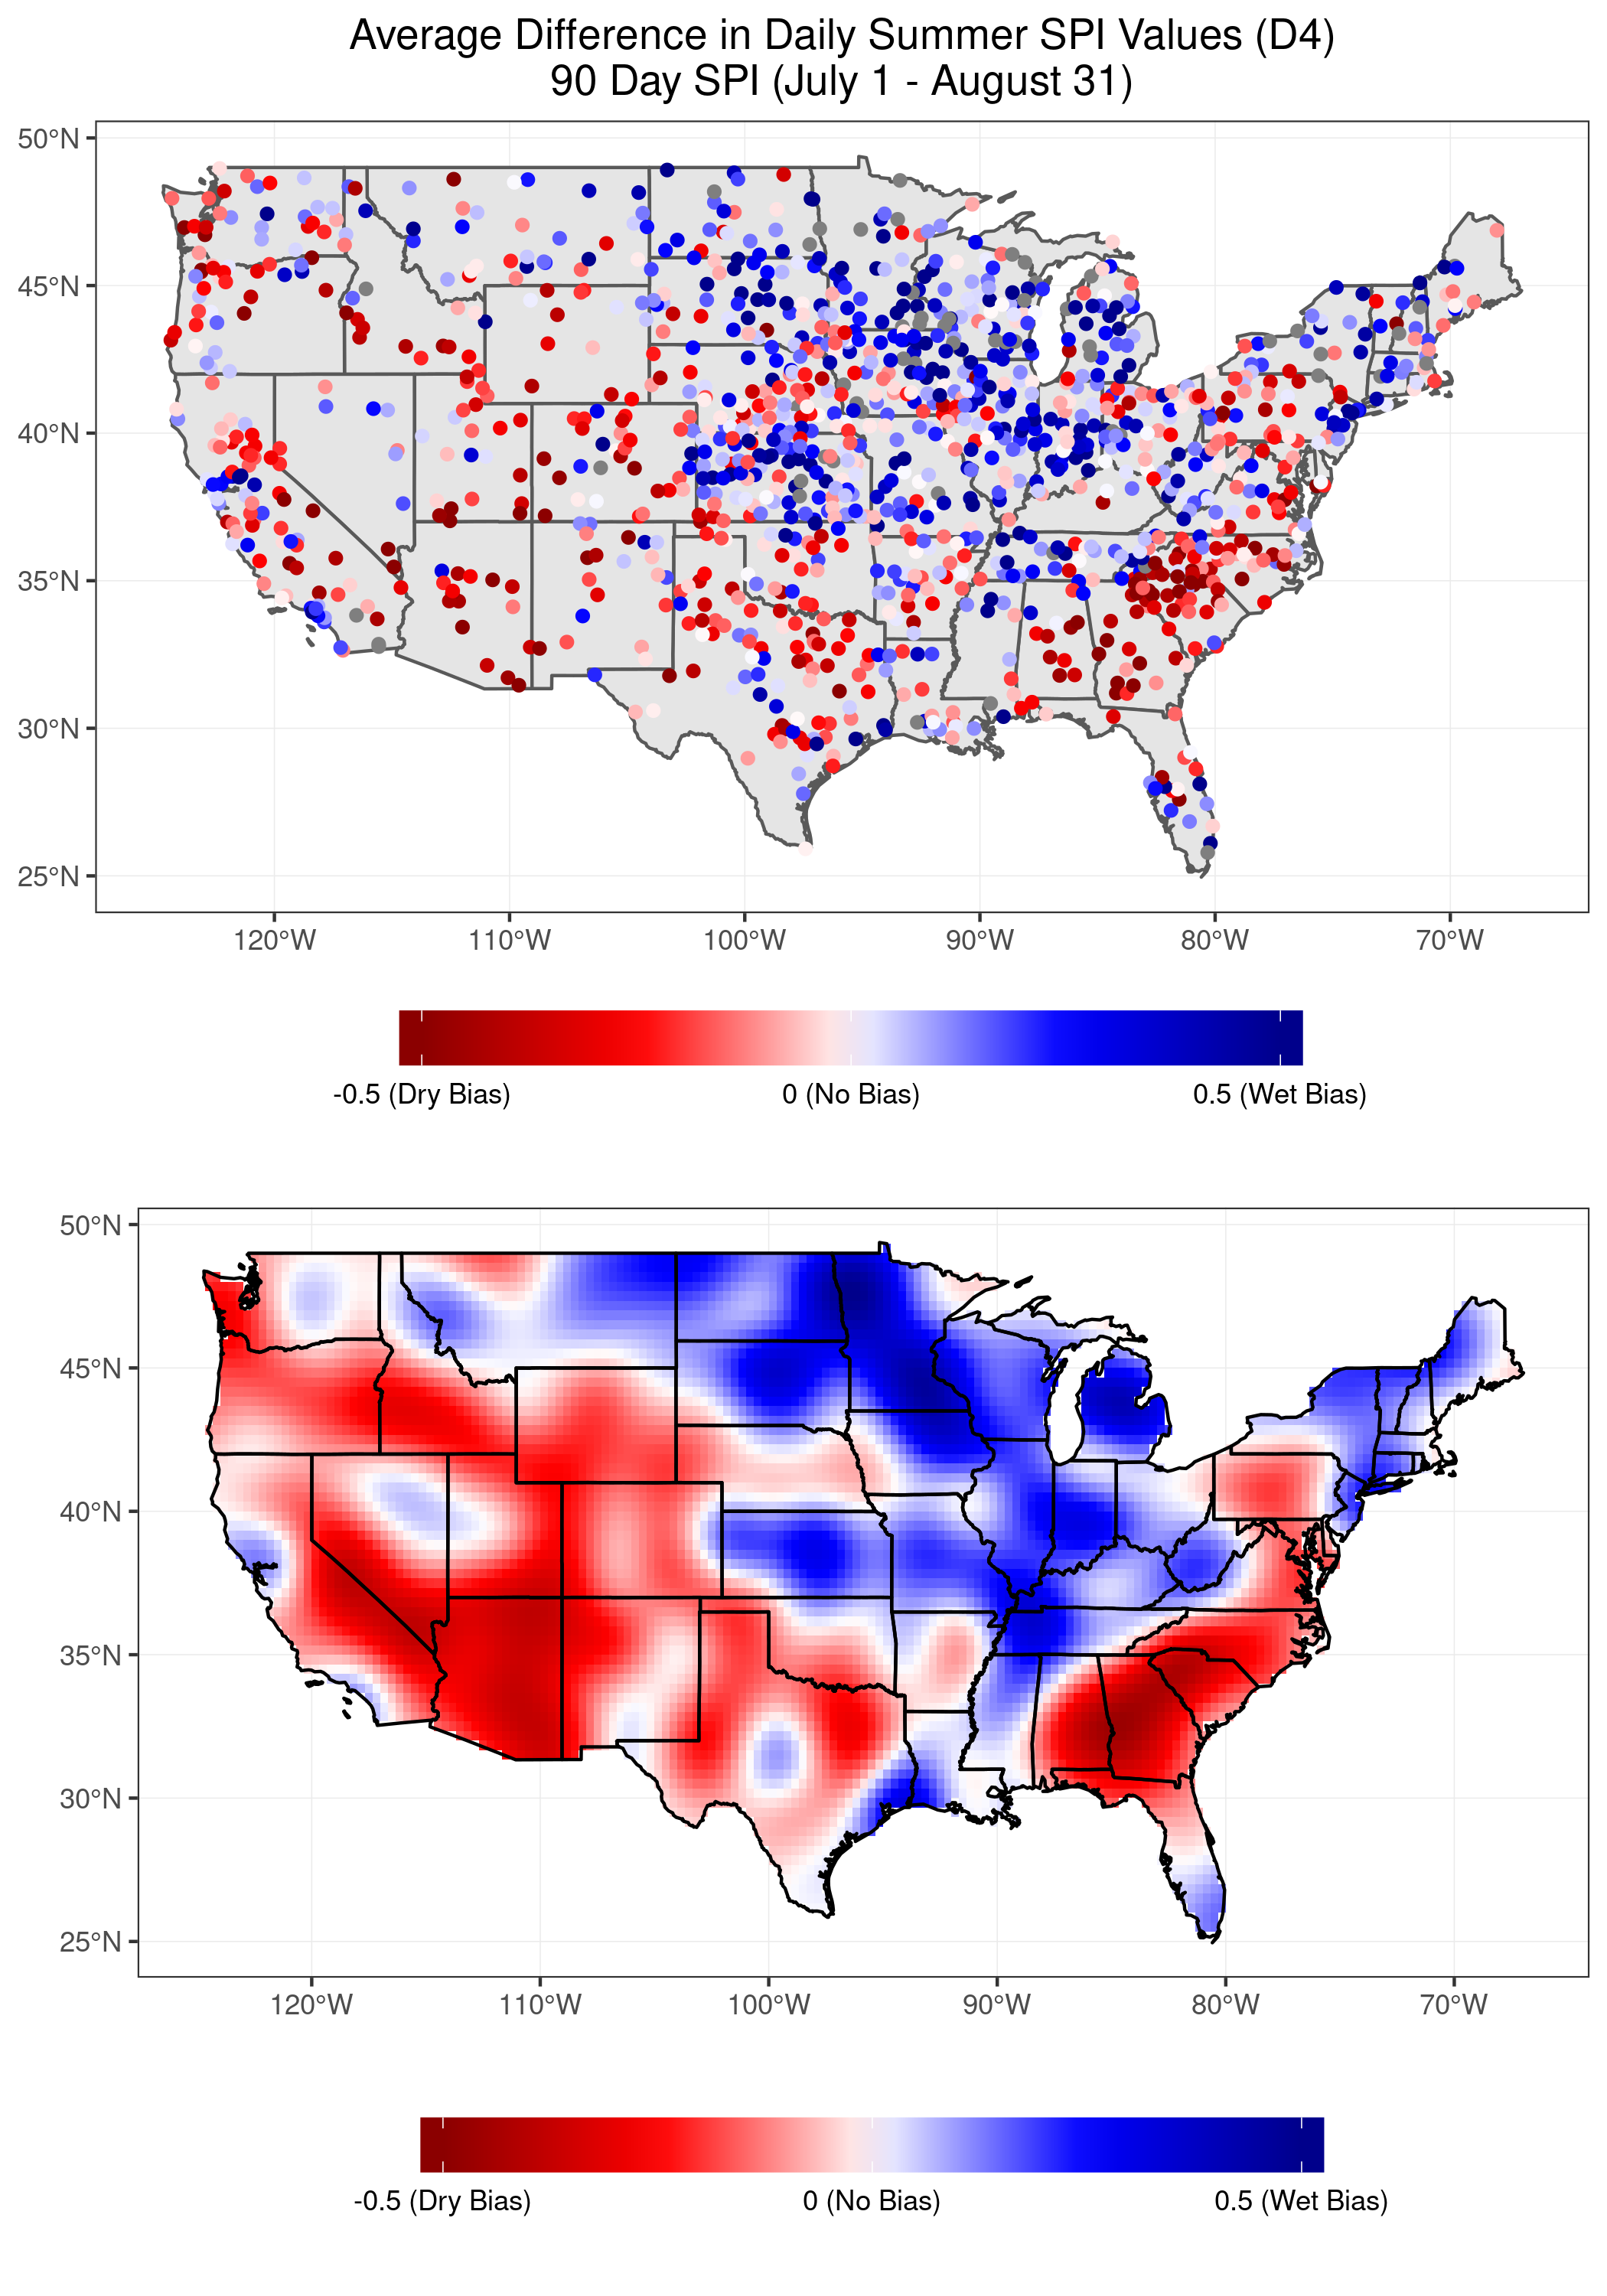 Average Difference in Daily Summer SPI Values (D4)
90 Day SPI (July 1 - August 31)
50°N
45°N
40°N
35°N
30°N
25°N
120°W 110°W 100°W 90°W 80°W 70°W
-0.5 (Dry Bias) 0 (No Bias) 0.5 (Wet Bias)
50°N
45°N
40°N
35°N
30°N
25°N
120°W 110°W 100°W 90°W 80°W 70°W
-0.5 (Dry Bias) 0 (No Bias) 0.5 (Wet Bias)